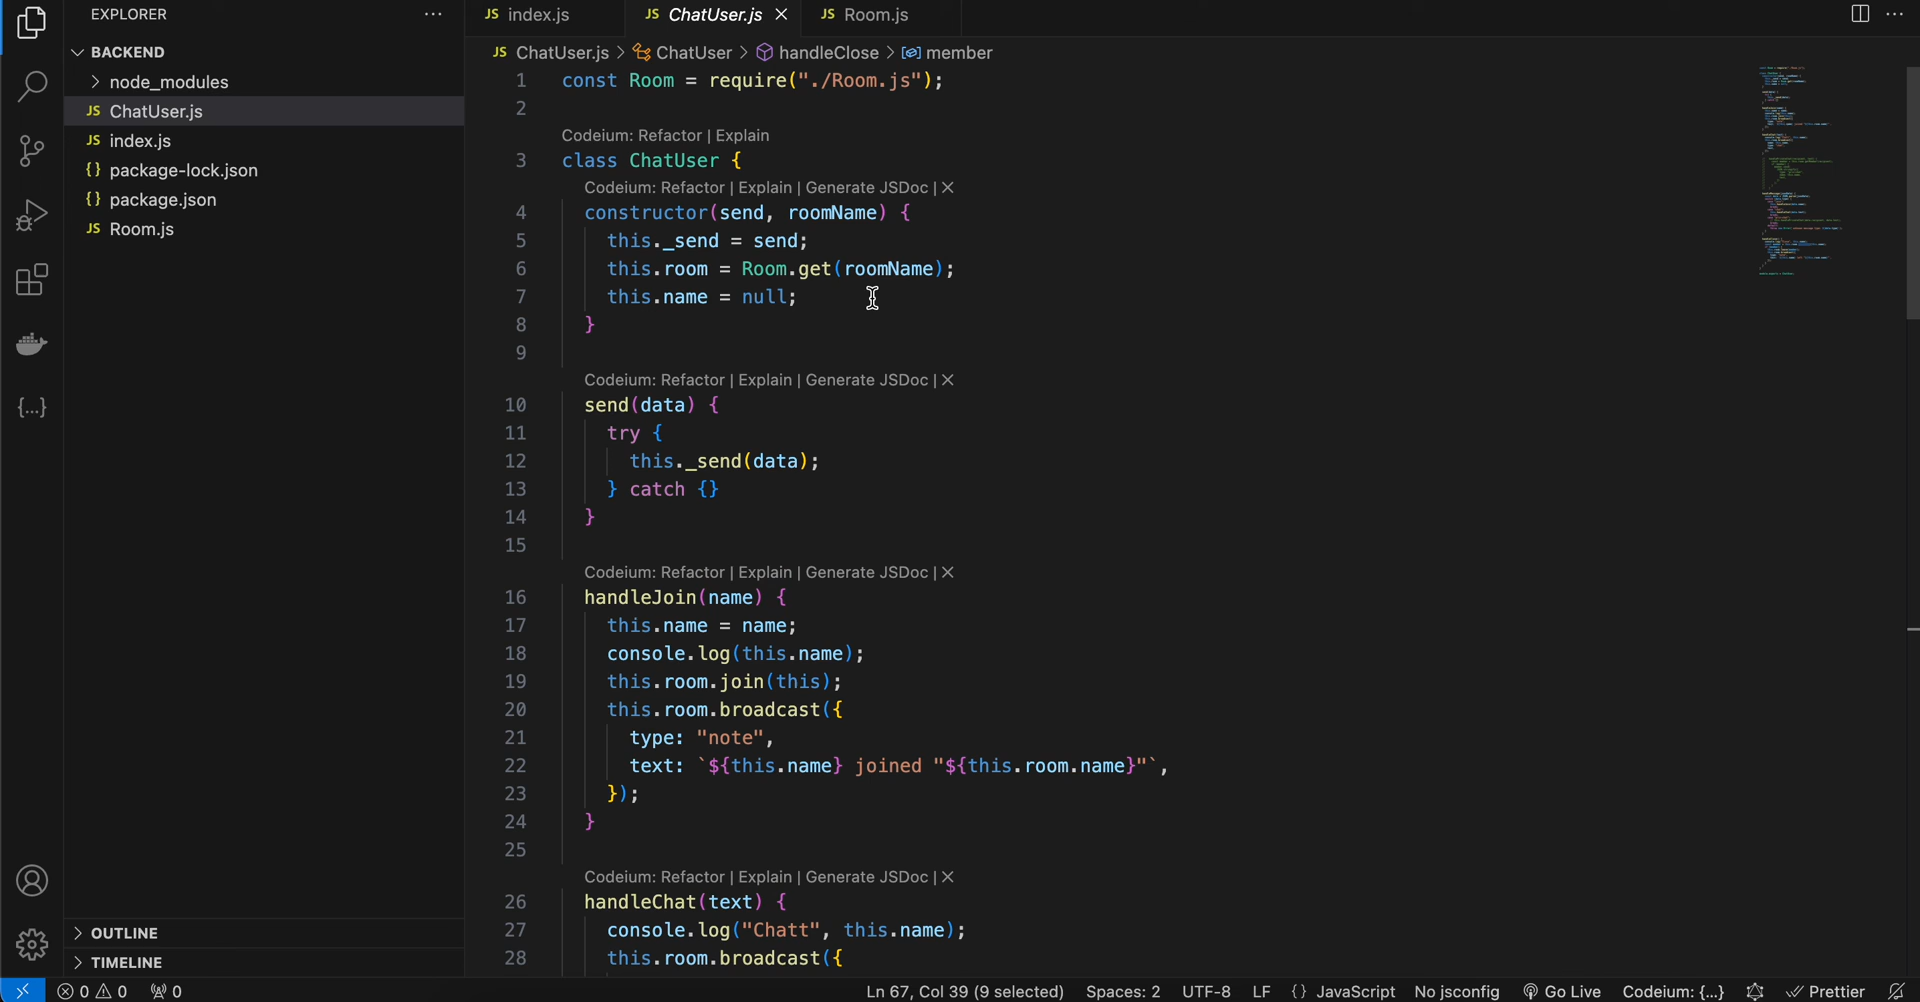 EXPLORER
BACKEND
node_modules
JS ChatUser.js
JS index.js
{} package-lock.json
{} package.json
JS Room.js
OUTLINE
TIMELINE
JS index.js JS ChatUser.js JS Room.js
JS ChatUser.js > ChatUser > handleClose > member
1 const Room = require("./Room.js");
2
Codeium: Refactor | Explain
3 class ChatUser {
Codeium: Refactor | Explain | Generate JSDoc | X
4 constructor(send, roomName) {
5 this._send = send;
6 this.room = Room.get(roomName);
7 this.name = null;
8 }
9
Codeium: Refactor | Explain | Generate JSDoc | X
10 send(data) {
11 try {
12 this._send(data);
13 } catch {}
14 }
15
Codeium: Refactor | Explain | Generate JSDoc | X
16 handleJoin(name) {
17 this.name = name;
18 console.log(this.name);
19 this.room.join(this);
20 this.room.broadcast({
21 type: "note",
22 text: `${this.name} joined "${this.room.name}"`,
23 });
24 }
25
Codeium: Refactor | Explain | Generate JSDoc | X
26 handleChat(text) {
27 console.log("Chatt", this.name);
28 this.room.broadcast({
0 0 0 Ln 67, Col 39 (9 selected) Spaces: 2 UTF-8 LF {} JavaScript No jsconfig Go Live Codeium: {...} Prettier